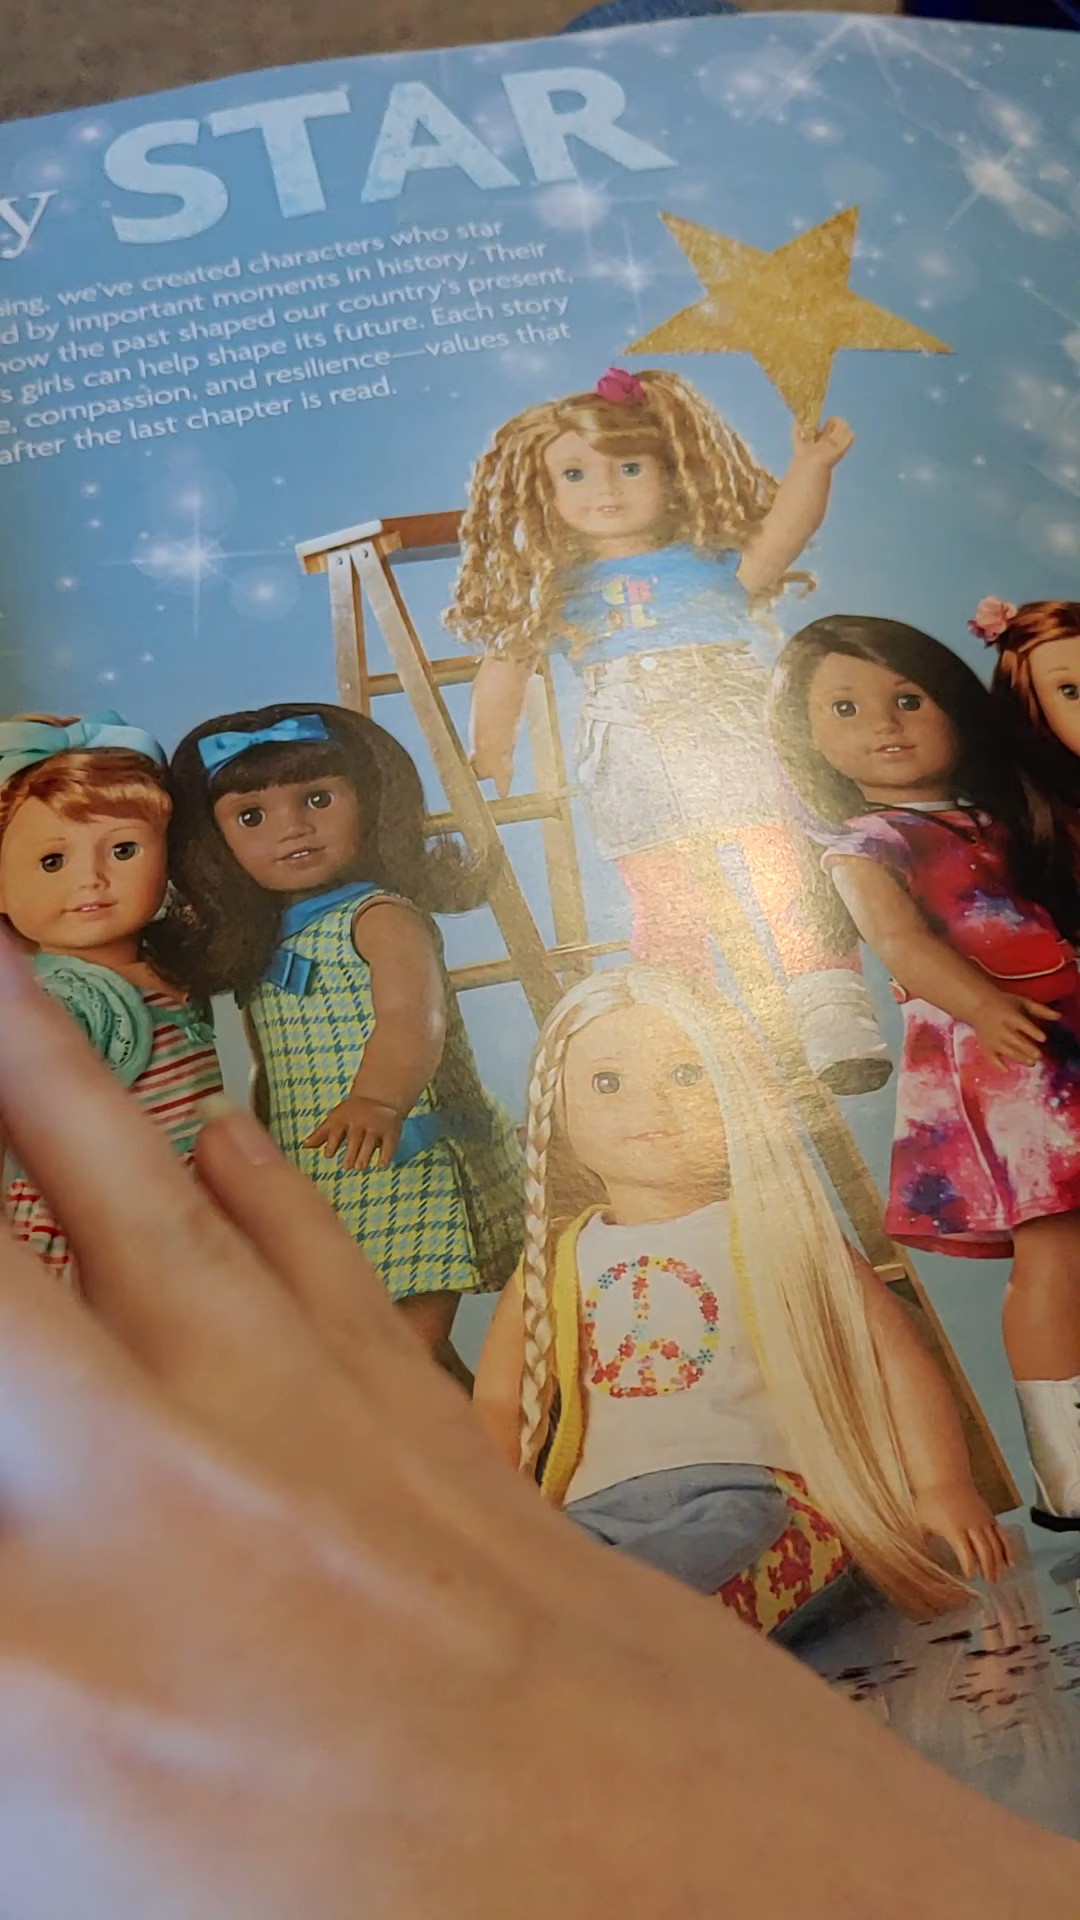 y STAR
sing, we've created characters who star
d by important moments in history. Their
how the past shaped our country's present,
s girls can help shape its future. Each story
e, compassion, and resilience—values that
after the last chapter is read.